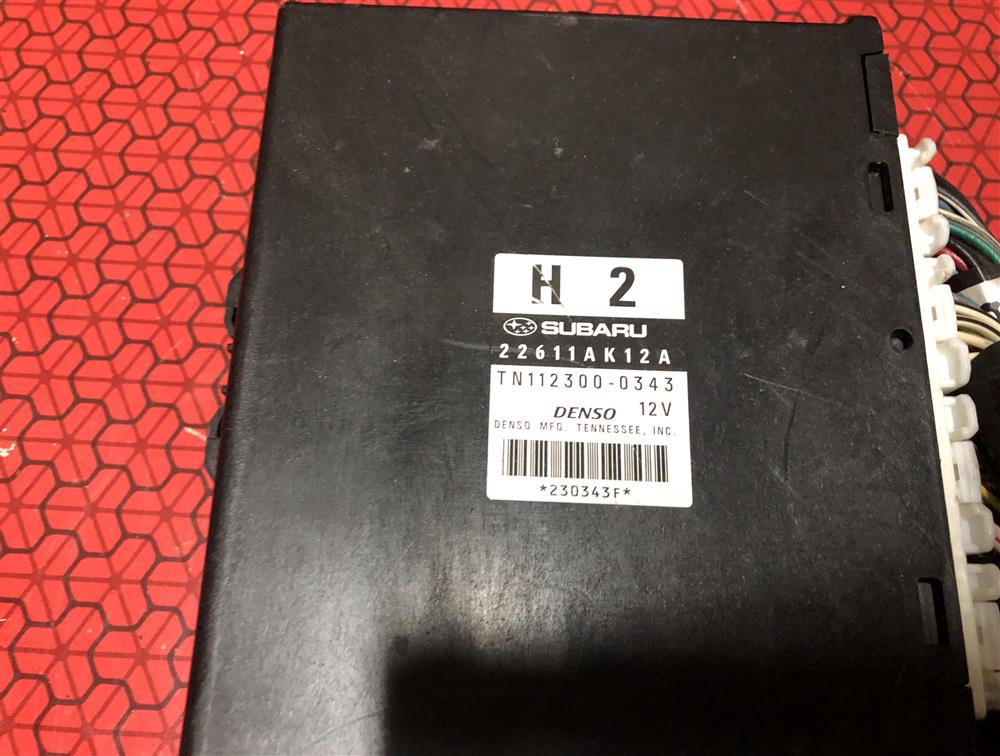 H 2
SUBARU
22611AK12A
TN112300-0343
DENSO 12V
DENSO MFG. TENNESSEE, INC.
*230343F*